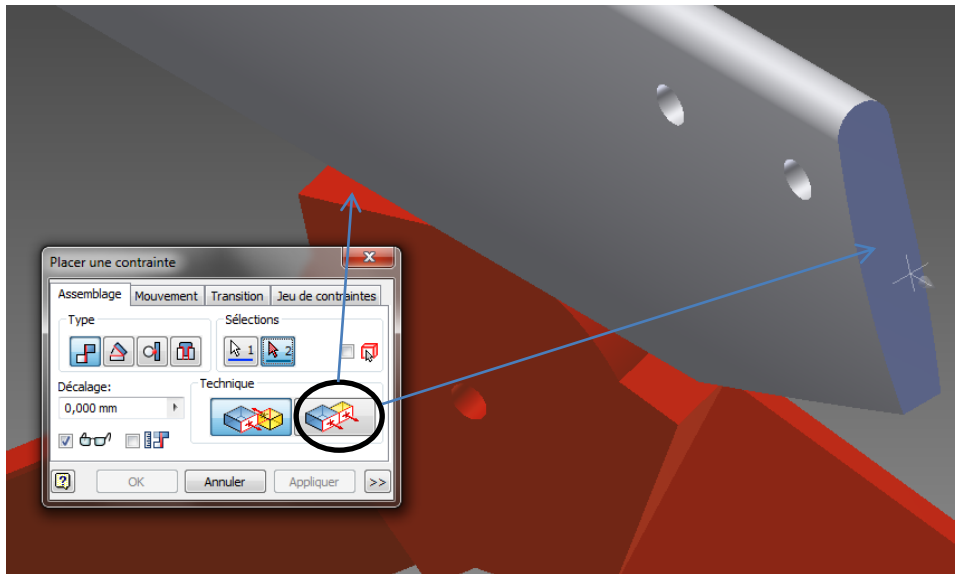 Placer une contrainte
Assemblage Mouvement Transition Jeu de contraintes
Type
Sélections
1 2
Décalage:
Technique
0,000 mm
OK Annuler Appliquer >>